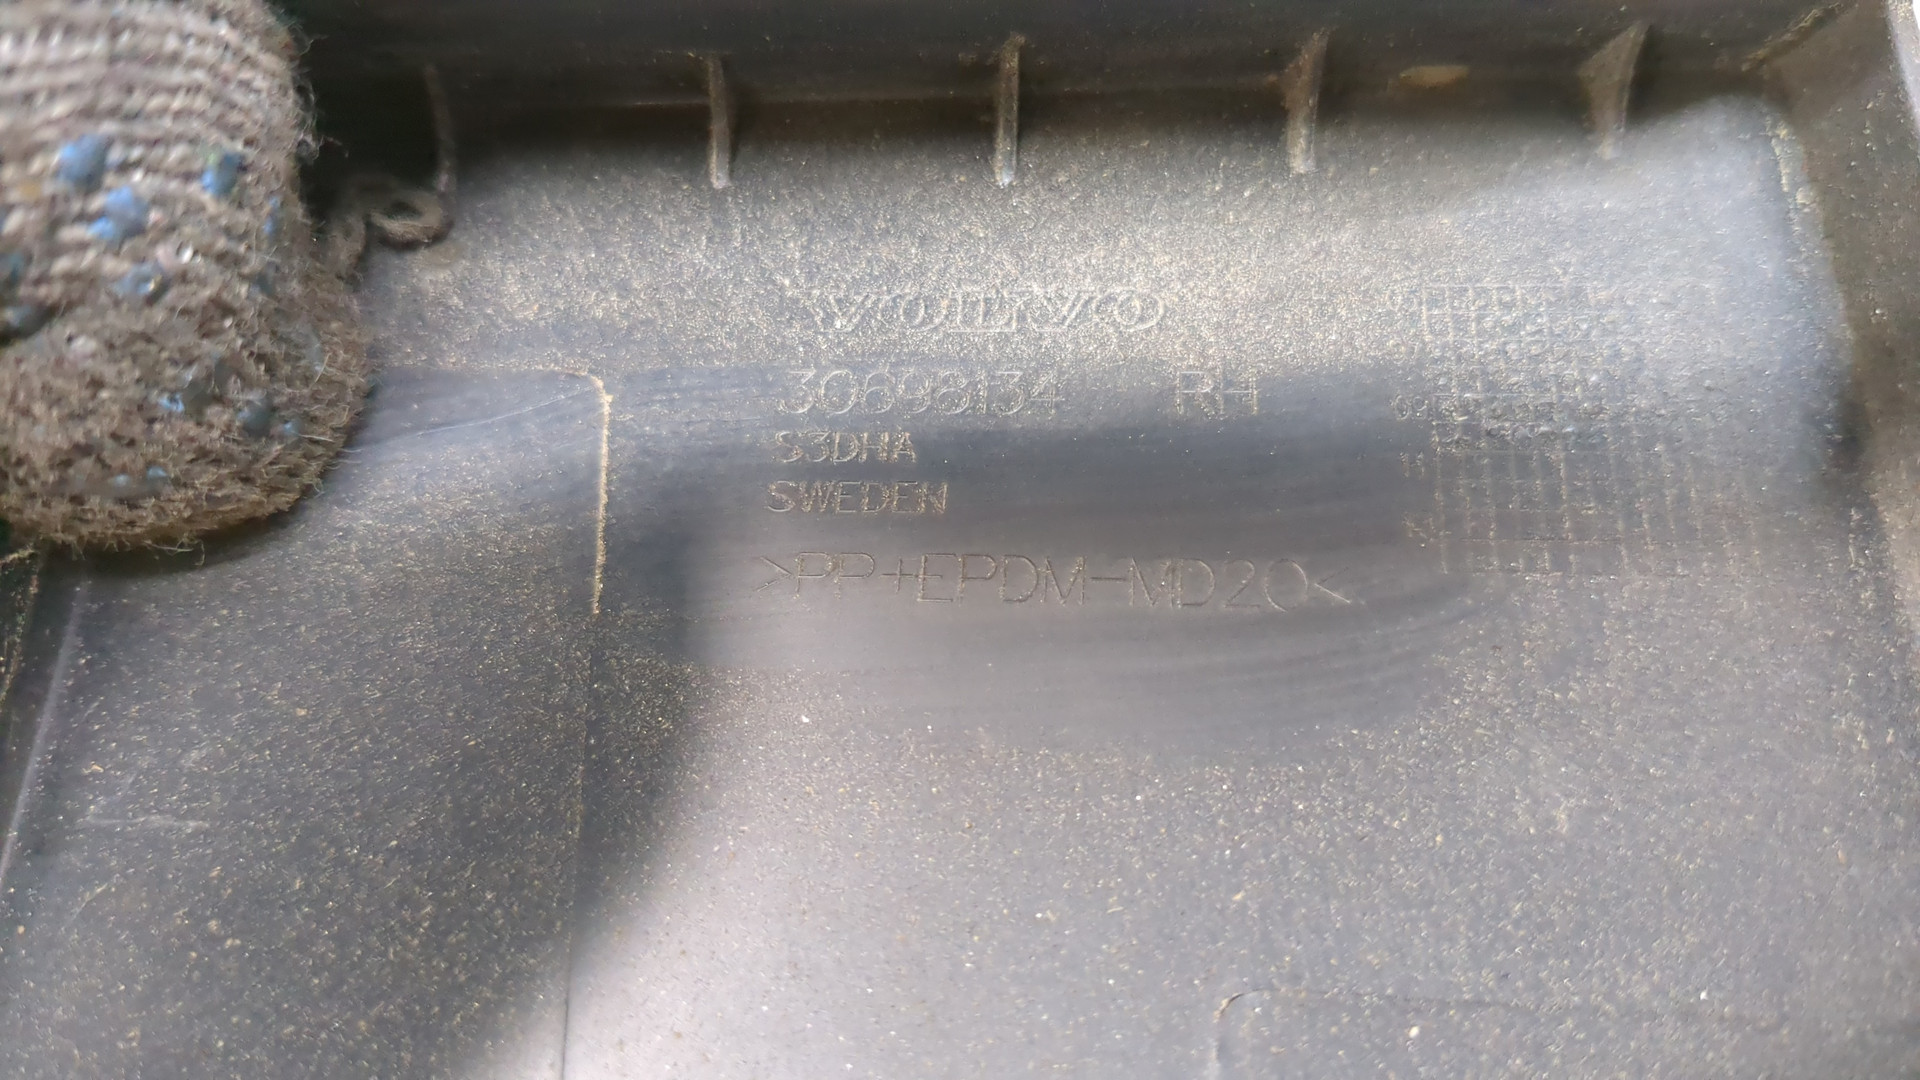 VOLVO
30698134 RH
S3DHA
SWEDEN
>PP+EPDM-MD20<